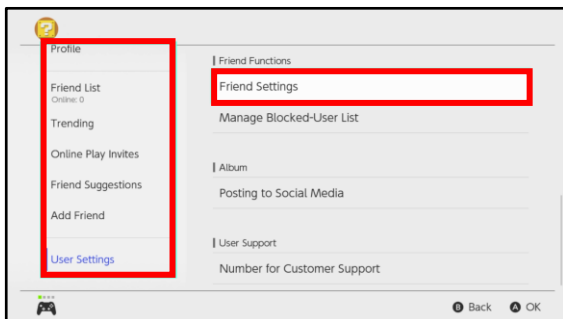 ?
Profile
Friend List
Online: 0
Trending
Online Play Invites
Friend Suggestions
Add Friend
User Settings
Friend Functions
Friend Settings
Manage Blocked-User List
Album
Posting to Social Media
User Support
Number for Customer Support
B Back A OK